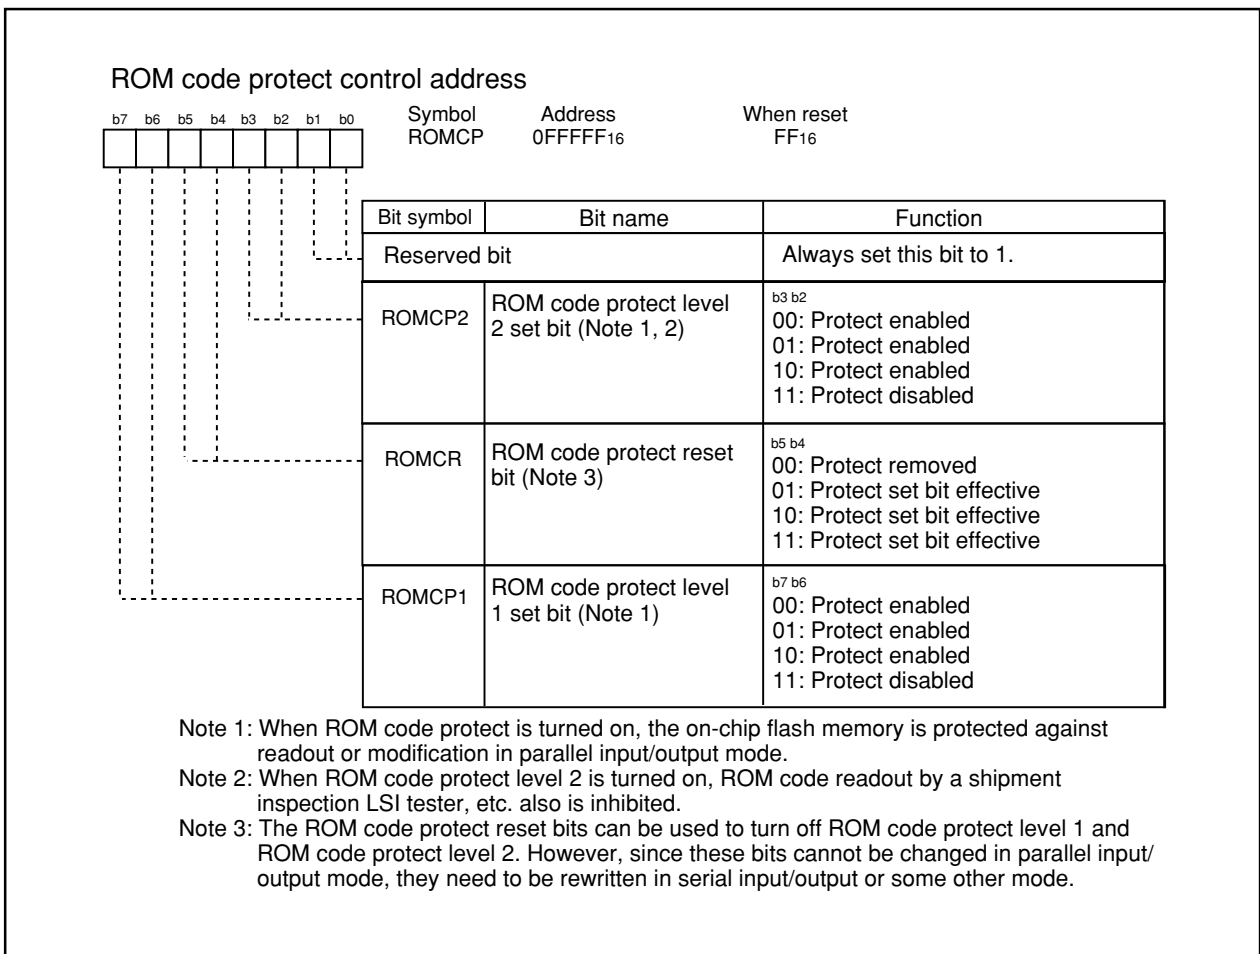 ROM code protect control address
b7 b6 b5 b4 b3 b2 b1 b0
Symbol Address When reset
ROMCP 0FFFFF16 FF16
Bit symbol Bit name Function
Reserved bit Always set this bit to 1.
ROMCP2 ROM code protect level
2 set bit (Note 1, 2)
b3 b2
00: Protect enabled
01: Protect enabled
10: Protect enabled
11: Protect disabled
ROMCR ROM code protect reset
bit (Note 3)
b5 b4
00: Protect removed
01: Protect set bit effective
10: Protect set bit effective
11: Protect set bit effective
ROMCP1 ROM code protect level
1 set bit (Note 1)
b7 b6
00: Protect enabled
01: Protect enabled
10: Protect enabled
11: Protect disabled
Note 1: When ROM code protect is turned on, the on-chip flash memory is protected against
readout or modification in parallel input/output mode.
Note 2: When ROM code protect level 2 is turned on, ROM code readout by a shipment
inspection LSI tester, etc. also is inhibited.
Note 3: The ROM code protect reset bits can be used to turn off ROM code protect level 1 and
ROM code protect level 2. However, since these bits cannot be changed in parallel input/
output mode, they need to be rewritten in serial input/output or some other mode.